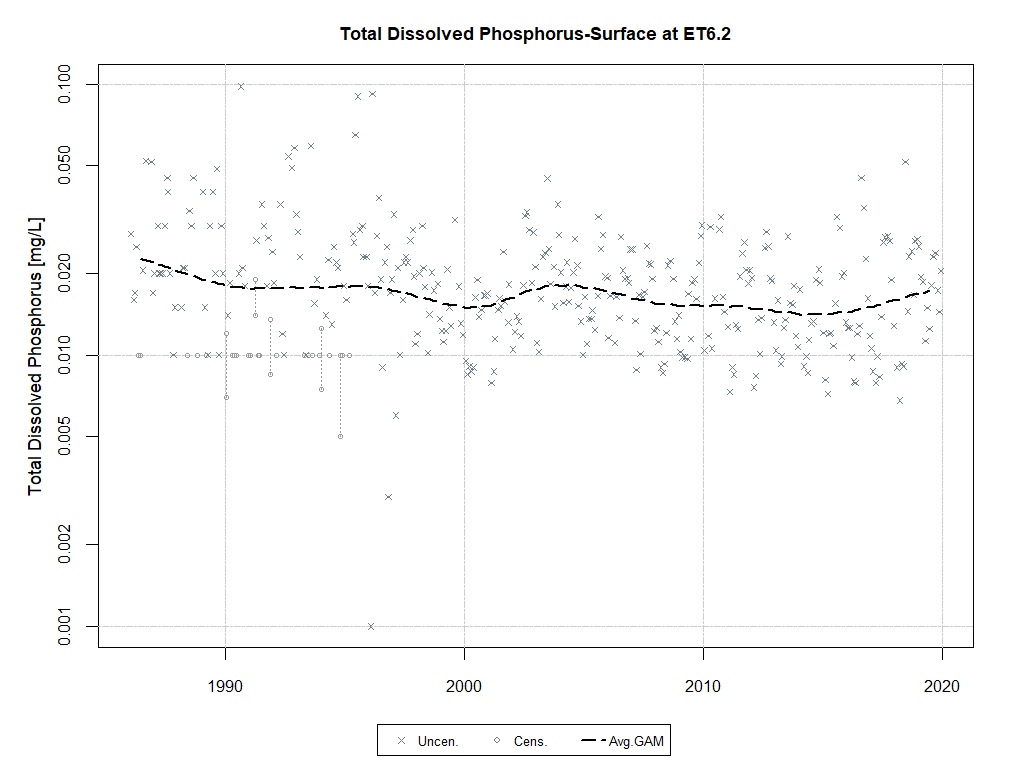 Total Dissolved Phosphorus-Surface at ET6.2
Total Dissolved Phosphorus [mg/L]
0.100
0.050
0.020
0.010
0.005
0.002
0.001
1990 2000 2010 2020
Uncen. Cens. Avg.GAM